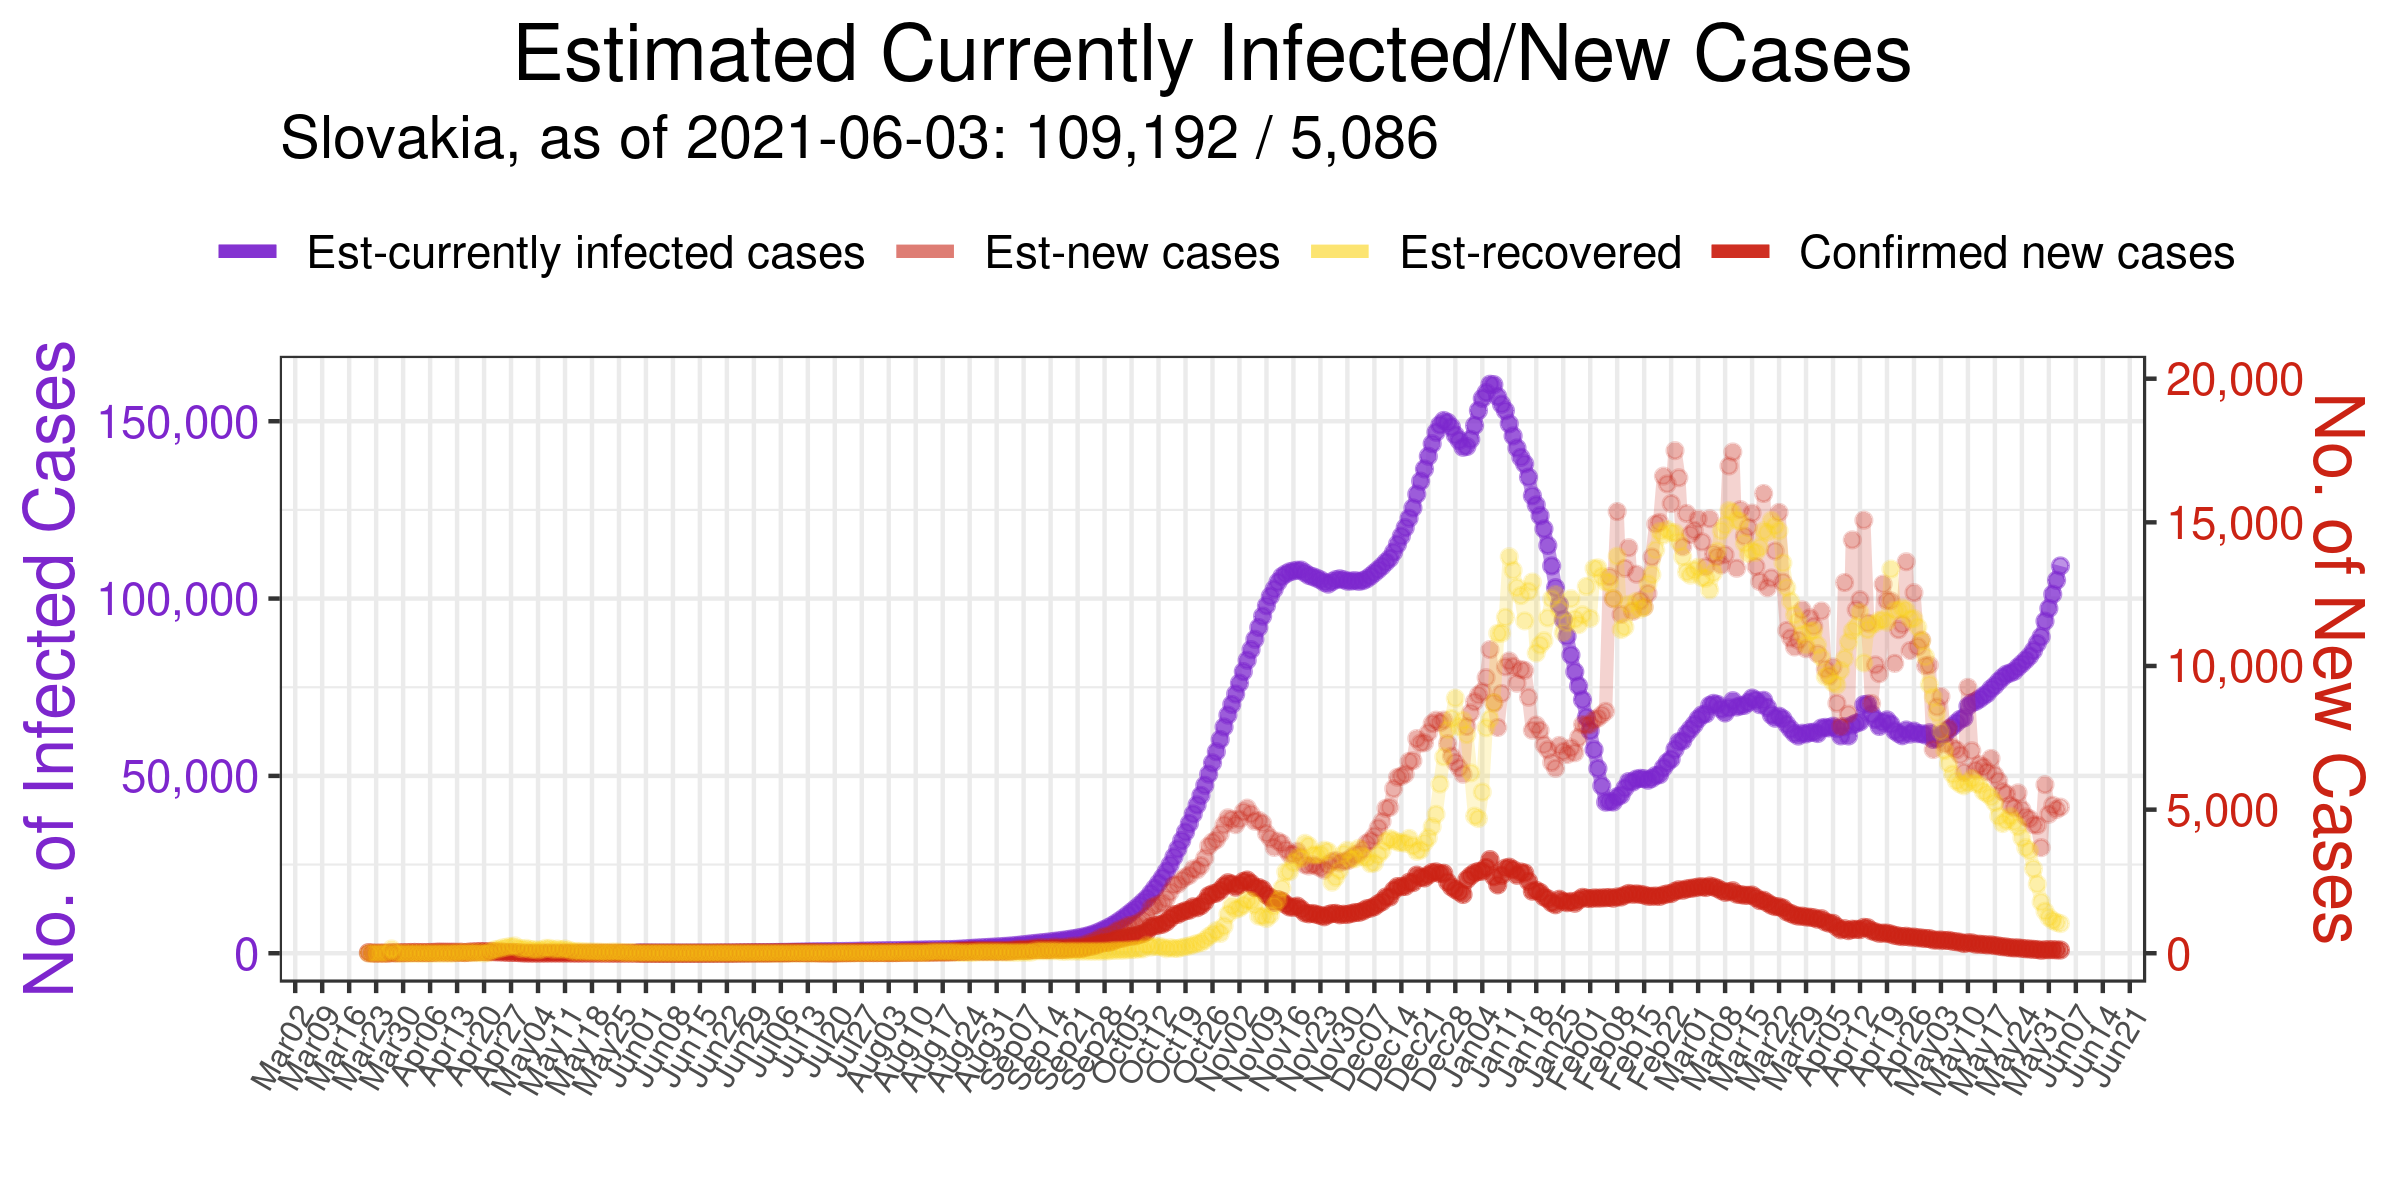 Estimated Currently Infected/New Cases
Slovakia, as of 2021-06-03: 109,192 / 5,086
Est-currently infected cases
Est-new cases
Est-recovered
Confirmed new cases
No. of Infected Cases
150,000
100,000
50,000
0
20,000
15,000
10,000
5,000
0
No. of New Cases
Mar02
Mar09
Mar16
Mar23
Mar30
Apr06
Apr13
Apr20
Apr27
May04
May11
May18
May25
Jun01
Jun08
Jun15
Jun22
Jun29
Jul06
Jul13
Jul20
Jul27
Aug03
Aug10
Aug17
Aug24
Aug31
Sep07
Sep14
Sep21
Sep28
Oct05
Oct12
Oct19
Oct26
Nov02
Nov09
Nov16
Nov23
Nov30
Dec07
Dec14
Dec21
Dec28
Jan04
Jan11
Jan18
Jan25
Feb01
Feb08
Feb15
Feb22
Mar01
Mar08
Mar15
Mar22
Mar29
Apr05
Apr12
Apr19
Apr26
May03
May10
May17
May24
May31
Jun07
Jun14
Jun21